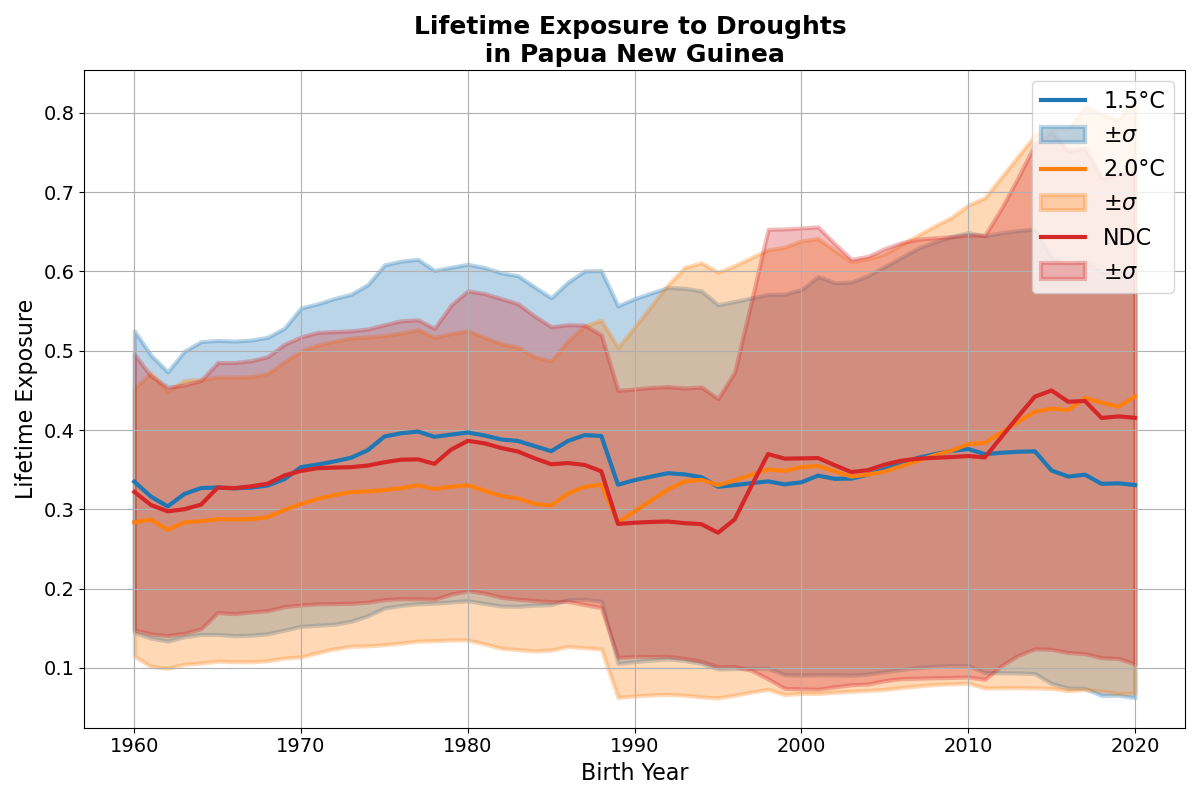 Lifetime Exposure to Droughts
in Papua New Guinea
Lifetime Exposure
0.8
0.7
0.6
0.5
0.4
0.3
0.2
0.1
1960
1970
1980
1990
2000
2010
2020
Birth Year
1.5°C
±σ
2.0°C
±σ
NDC
±σ